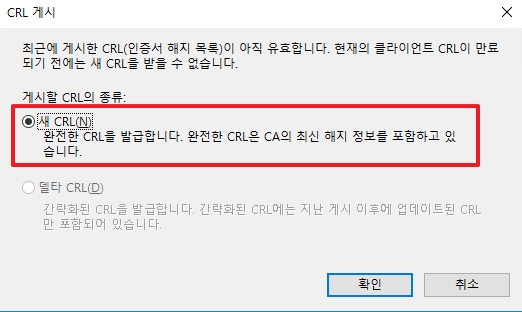 CRL 게시
최근에 게시한 CRL(인증서 해지 목록)이 아직 유효합니다. 현재의 클라이언트 CRL이 만료
되기 전에는 새 CRL을 받을 수 없습니다.
게시할 CRL의 종류:
새 CRL(N)
완전한 CRL을 발급합니다. 완전한 CRL은 CA의 최신 해지 정보를 포함하고 있
습니다.
델타 CRL(D)
간략화된 CRL을 발급합니다. 간략화된 CRL에는 지난 게시 이후에 업데이트된 CRL
만 포함되어 있습니다.
확인
취소